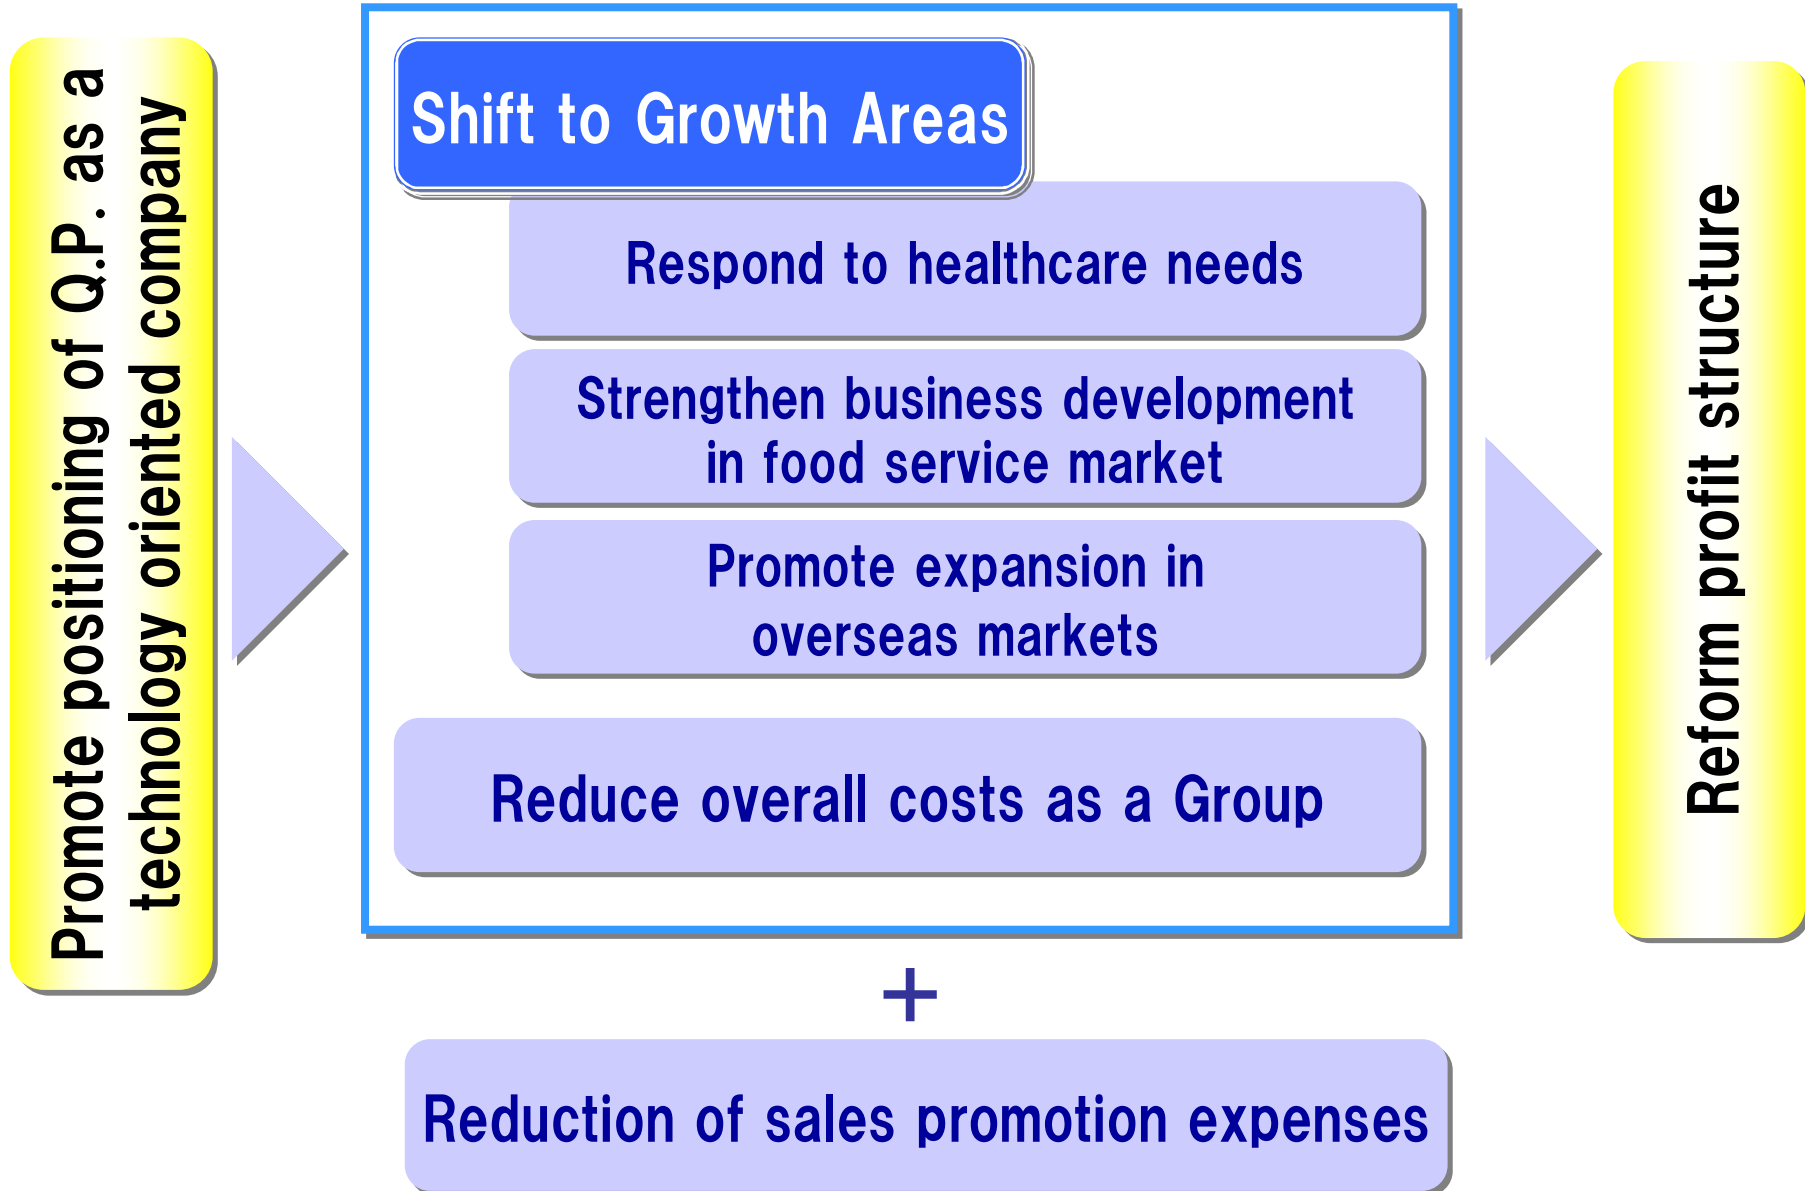 Promote positioning of Q.P. as a
technology oriented company
Shift to Growth Areas
Respond to healthcare needs
Strengthen business development
in food service market
Promote expansion in
overseas markets
Reduce overall costs as a Group
+
Reduction of sales promotion expenses
Reform profit structure